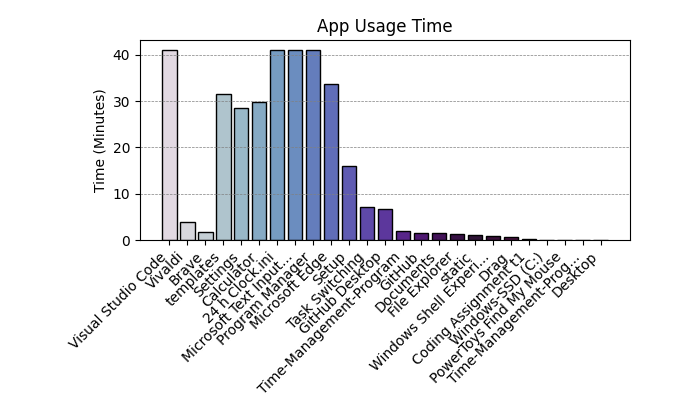 App Usage Time
Time (Minutes)
40
30
20
10
0
Visual Studio Code
Vivaldi
Brave
templates
Settings
Calculator
24 h Clock.ini
Microsoft Text Input...
Program Manager
Microsoft Edge
Setup
Task Switching
GitHub Desktop
Time-Management-Program
GitHub
Documents
File Explorer
static
Windows Shell Experi...
Drag
Coding Assignment t1
Windows-SSD (C:)
PowerToys Find My Mouse
Time-Management-Prog...
Desktop